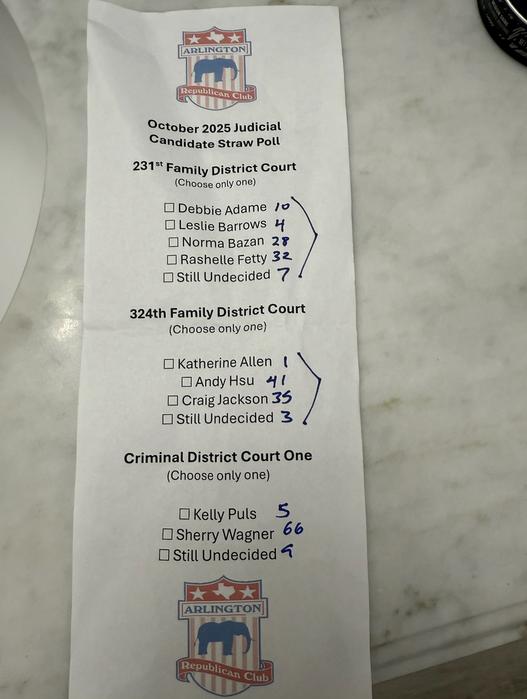 ARLINGTON
Republican Club
October 2025 Judicial
Candidate Straw Poll
231st Family District Court
(Choose only one)
☐ Debbie Adame 10
☐ Leslie Barrows 4
☐ Norma Bazan 28
☐ Rashelle Fetty 32
☐ Still Undecided 7
324th Family District Court
(Choose only one)
☐ Katherine Allen 1
☐ Andy Hsu 41
☐ Craig Jackson 35
☐ Still Undecided 3
Criminal District Court One
(Choose only one)
☐ Kelly Puls 5
☐ Sherry Wagner 66
☐ Still Undecided 9
ARLINGTON
Republican Club